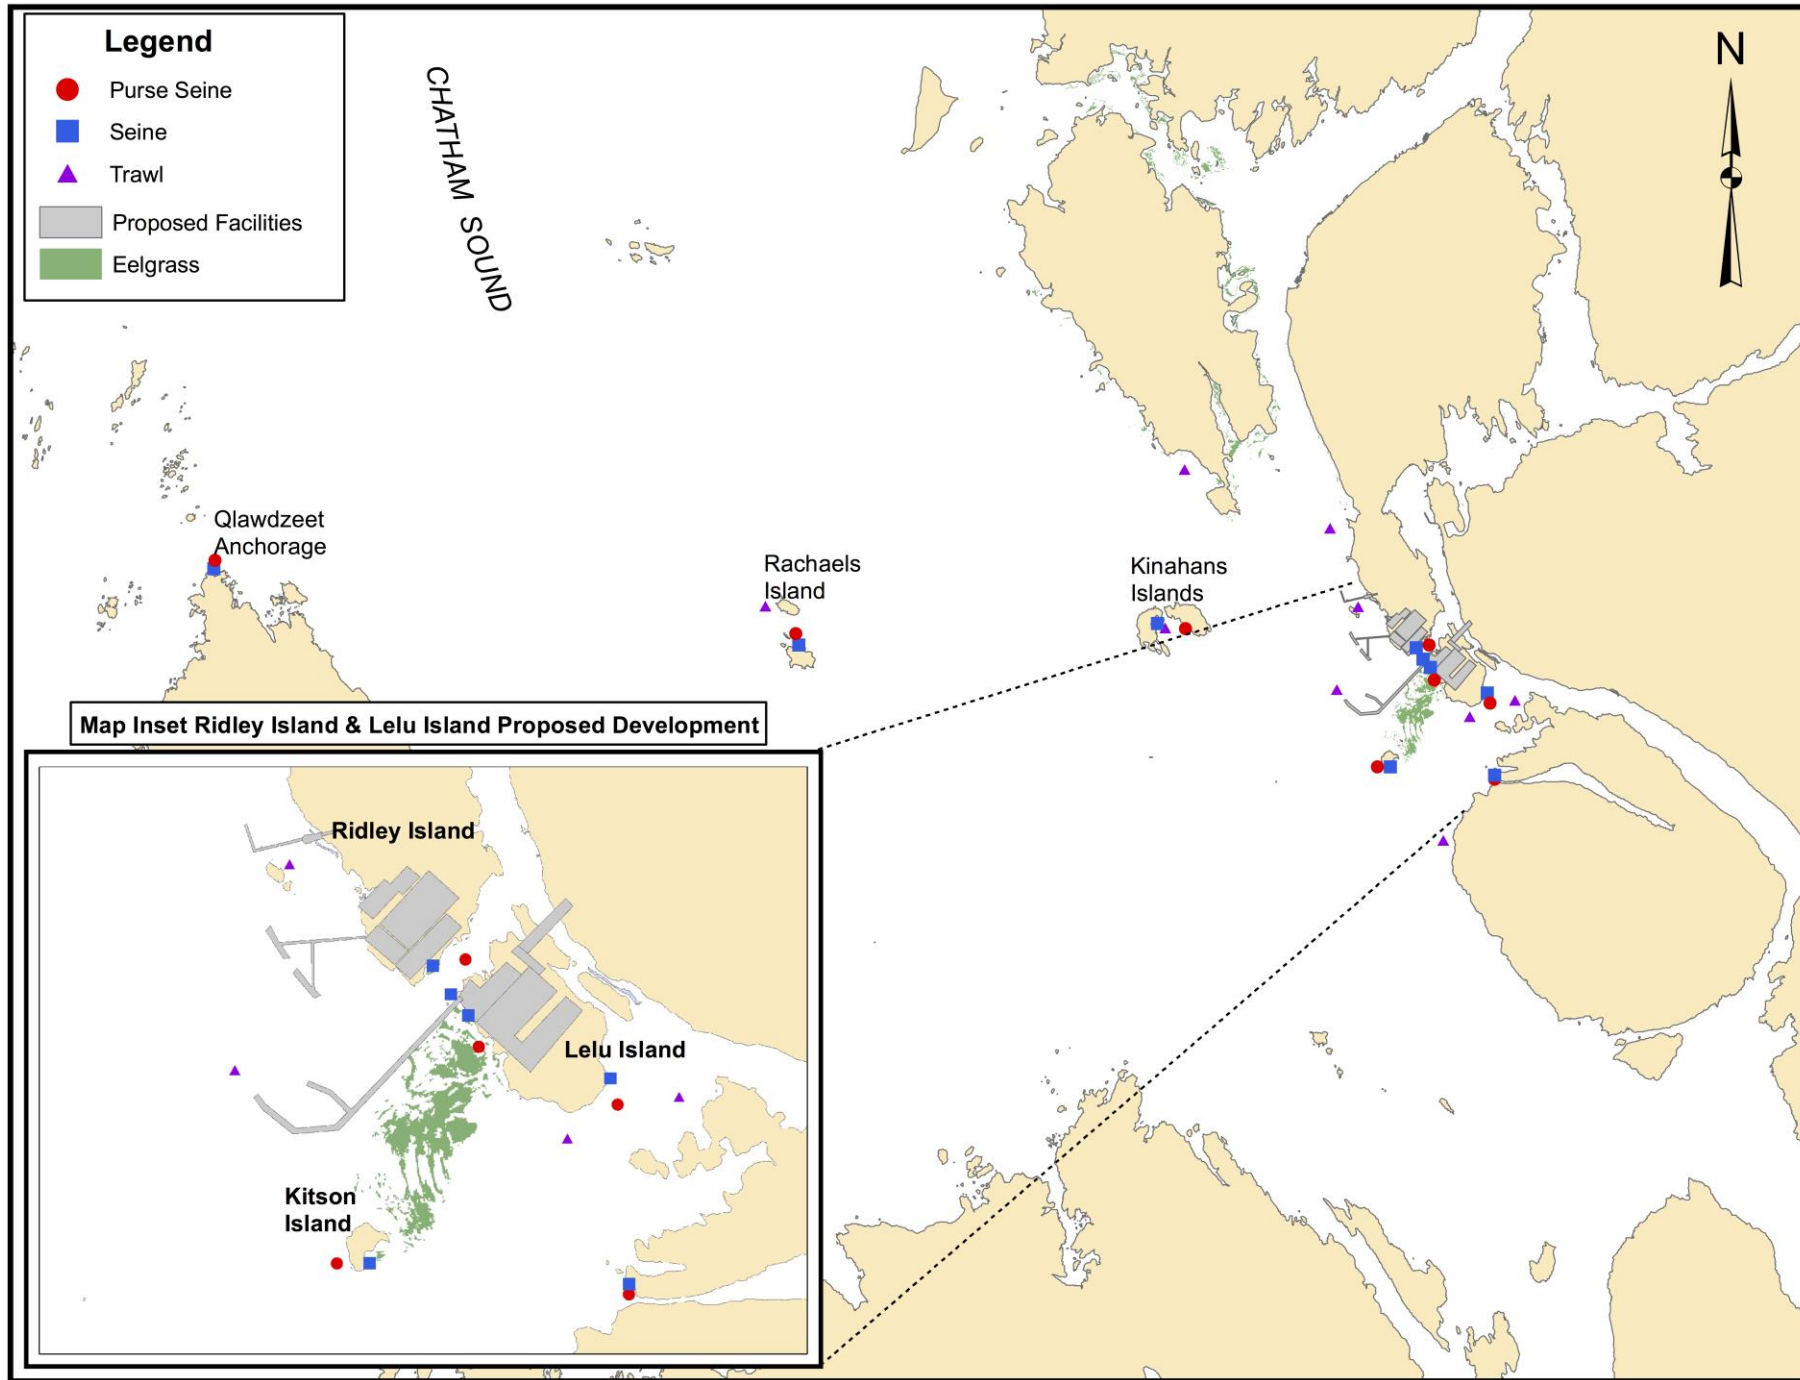 Legend
Purse Seine
Seine
Trawl
Proposed Facilities
Eelgrass
CHATHAM SOUND
N
Qlawdzeet
Anchorage
Rachaels
Island
Kinahans
Islands
Map Inset Ridley Island & Lelu Island Proposed Development
Ridley Island
Lelu Island
Kitson
Island